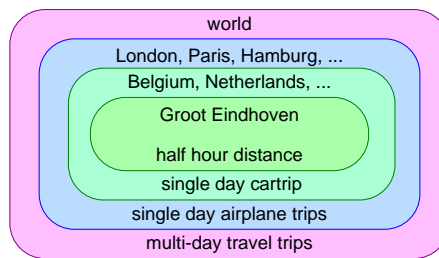 world
London, Paris, Hamburg, ...
Belgium, Netherlands, ...
Groot Eindhoven
half hour distance
single day cartrip
single day airplane trips
multi-day travel trips